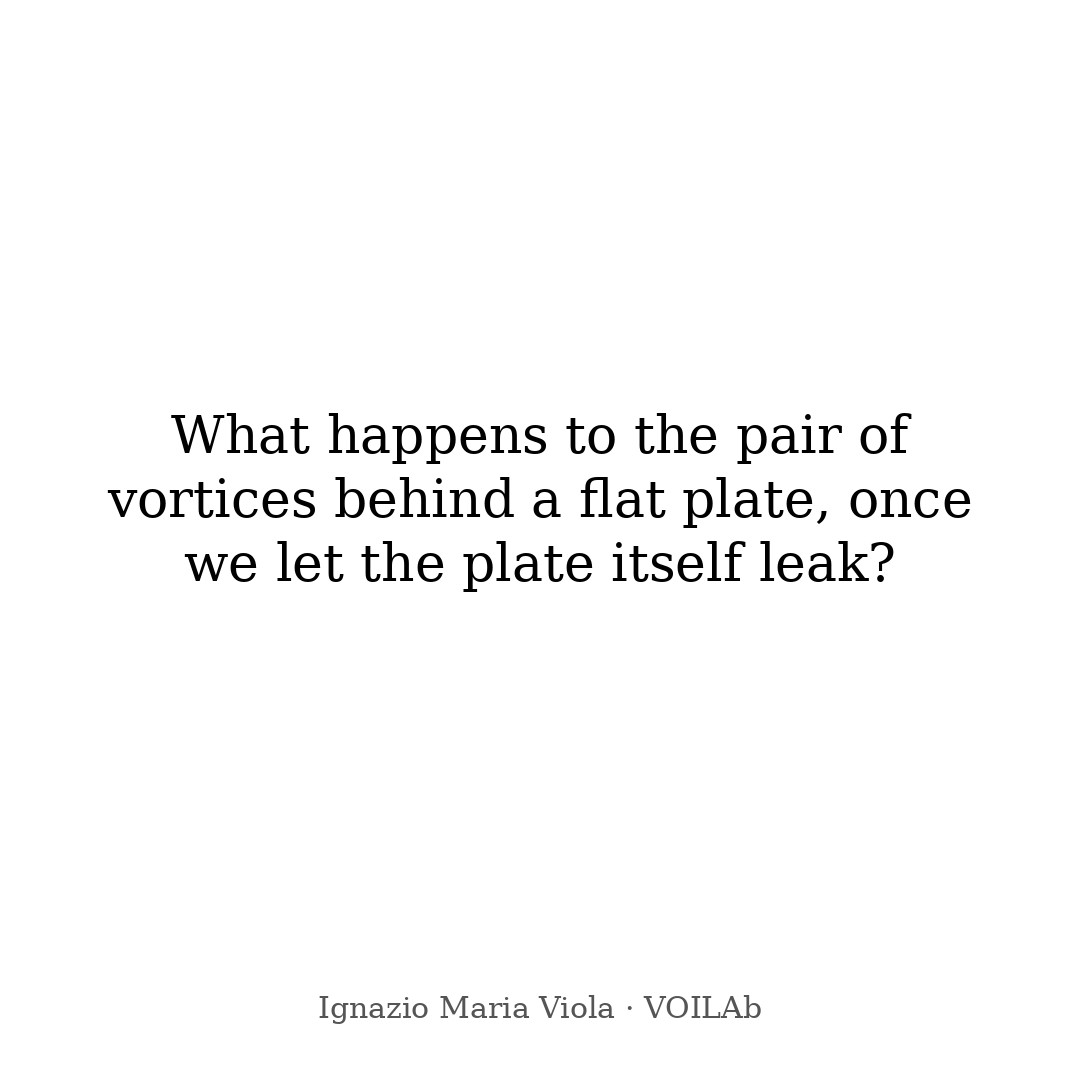 What happens to the pair of
vortices behind a flat plate, once
we let the plate itself leak?
Ignazio Maria Viola · VOILAb